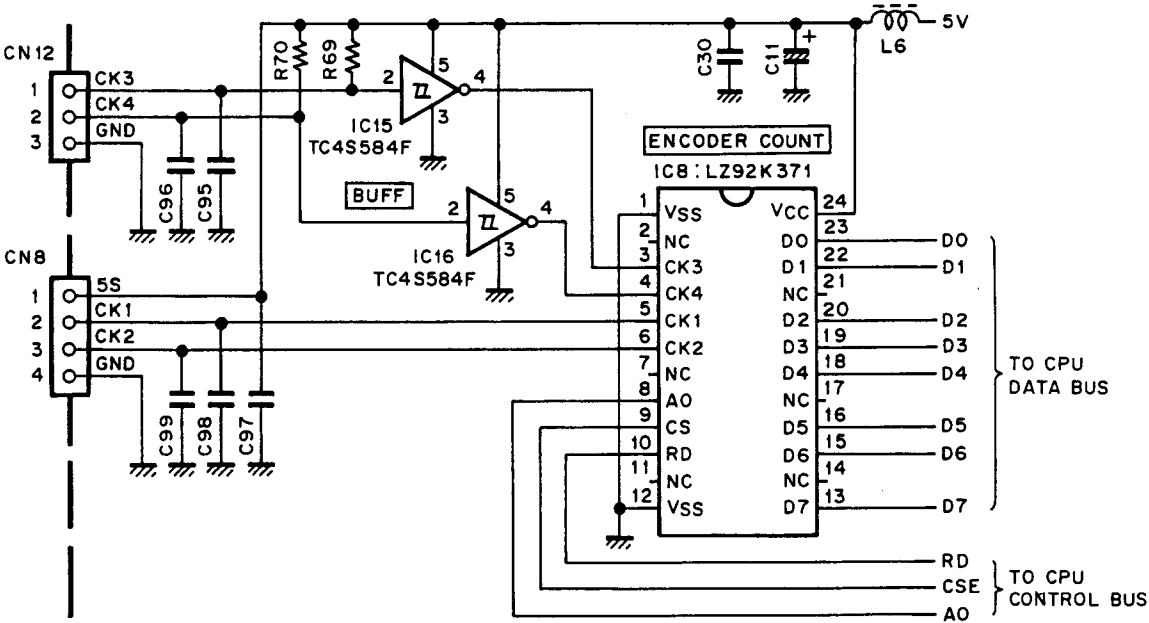 5V
L6
CN12
R70
R69
C30
C11
+
1
CK3
2
5
4
2
CK4
3
3
GND
IC15
TC4S584F
ENCODER COUNT
IC8:LZ92K371
C96
C95
BUFF
2
5
4
3
IC16
TC4S584F
CN8
1
5S
2
CK1
3
CK2
4
GND
C99
C98
C97
1 VSS VCC 24
2 NC D0 23 D0
3 CK3 D1 22 D1
4 CK4 NC 21
5 CK1 D2 20 D2
6 CK2 D3 19 D3
7 NC D4 18 D4
8 A0 NC 17
9 CS D5 16 D5
10 RD D6 15 D6
11 NC NC 14
12 VSS D7 13 D7
TO CPU
DATA BUS
RD
CSE
A0
TO CPU
CONTROL BUS